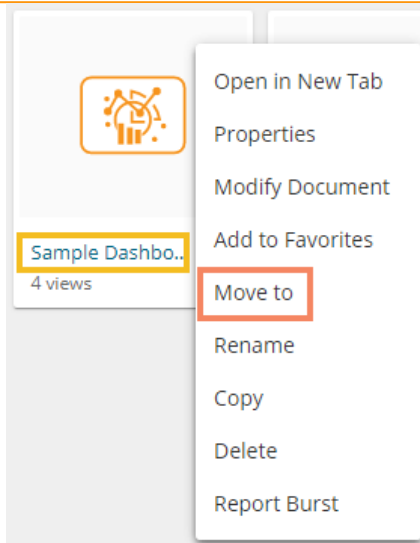 Sample Dashbo..
4 views
Open in New Tab
Properties
Modify Document
Add to Favorites
Move to
Rename
Copy
Delete
Report Burst